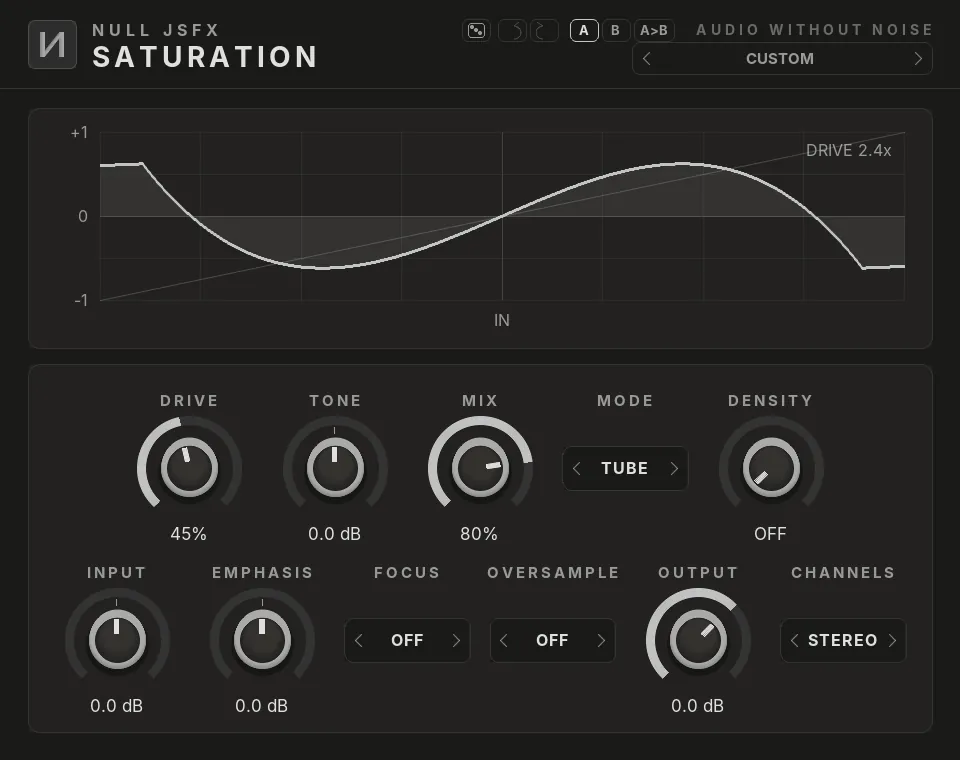 NULL JSFX
SATURATION
A B A>B
AUDIO WITHOUT NOISE
CUSTOM
+1
DRIVE 2.4x
0
-1
IN
DRIVE TONE MIX MODE DENSITY
TUBE
45% 0.0 dB 80% OFF
INPUT EMPHASIS FOCUS OVERSAMPLE OUTPUT CHANNELS
OFF OFF STEREO
0.0 dB 0.0 dB 0.0 dB